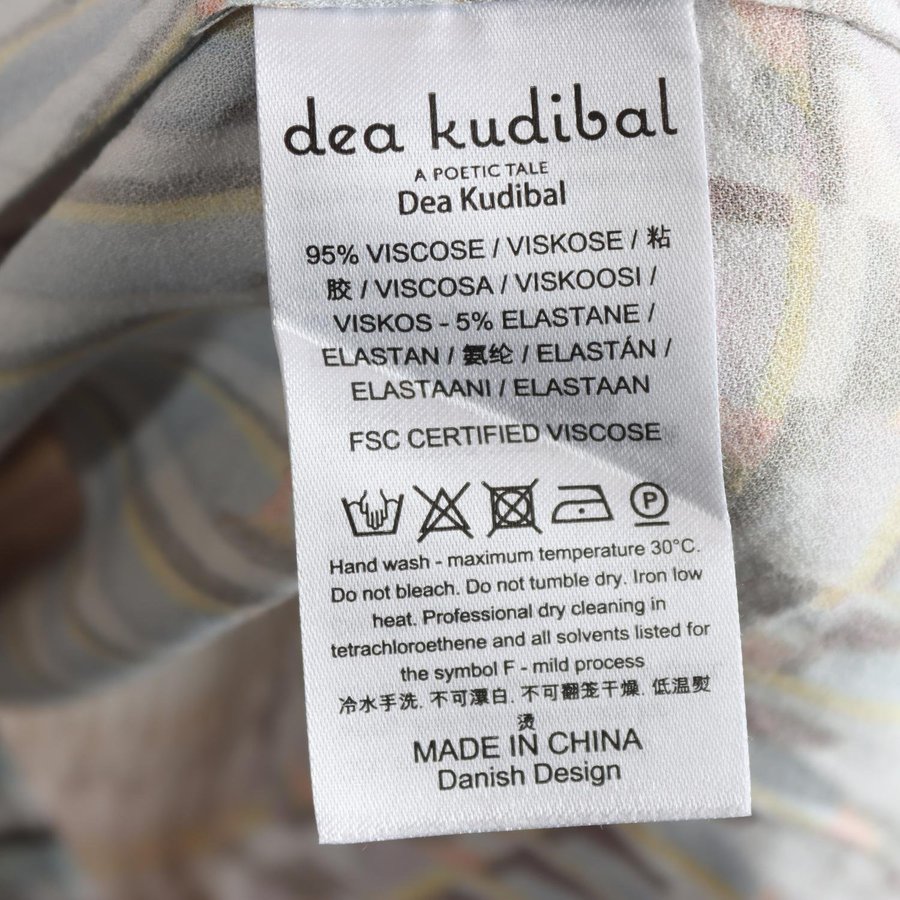 dea kudibal
A POETIC TALE
Dea Kudibal
95% VISCOSE / VISKOSE / 粘
胶 / VISCOSA / VISKOOSI /
VISKOS - 5% ELASTANE /
ELASTAN / 氨纶 / ELASTÁN /
ELASTAANI / ELASTAAN
FSC CERTIFIED VISCOSE
P
Hand wash - maximum temperature 30°C.
Do not bleach. Do not tumble dry. Iron low
heat. Professional dry cleaning in
tetrachloroethene and all solvents listed for
the symbol F - mild process
冷水手洗. 不可漂白. 不可翻笼干燥. 低温熨
烫
MADE IN CHINA
Danish Design